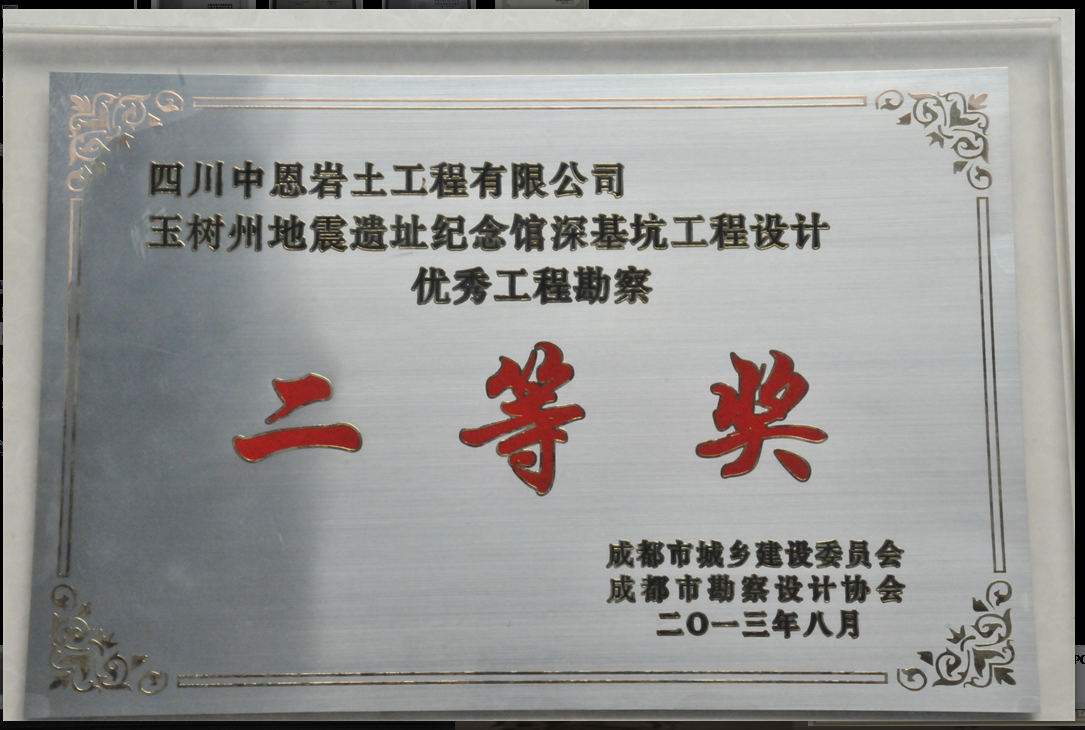 四川中恩岩土工程有限公司
玉树州地震遗址纪念馆深基坑工程设计
优秀工程勘察
二等奖
成都市城乡建设委员会
成都市勘察设计协会
二〇一三年八月